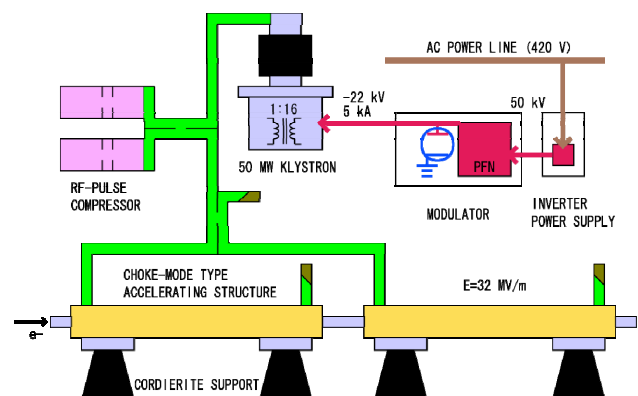 AC POWER LINE (420 V)
1:16
-22 kV
5 kA
50 kV
50 MW KLYSTRON
PFN
RF-PULSE
COMPRESSOR
MODULATOR
INVERTER
POWER SUPPLY
CHOKE-MODE TYPE
ACCELERATING STRUCTURE
E=32 MV/m
e-
CORDIERITE SUPPORT